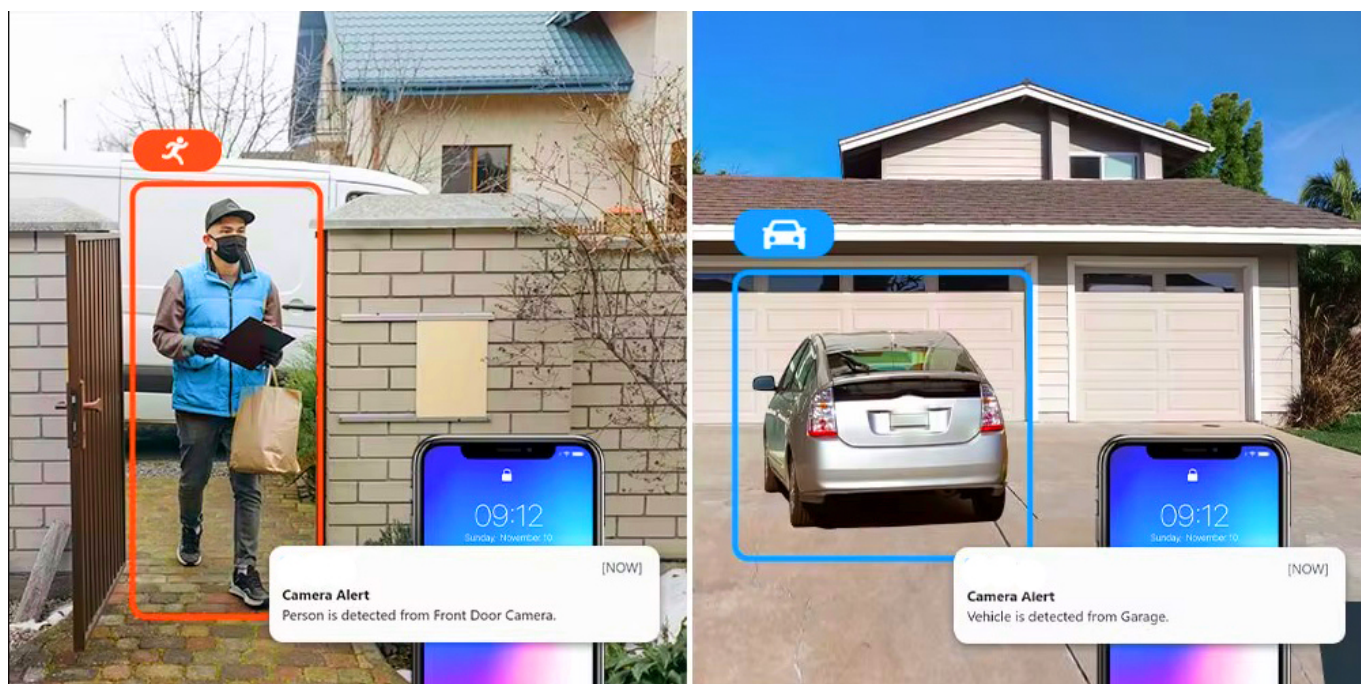 09:12
Sunday, November 10
[NOW]
Camera Alert
Person is detected from Front Door Camera.
09:12
Sunday, November 10
[NOW]
Camera Alert
Vehicle is detected from Garage.